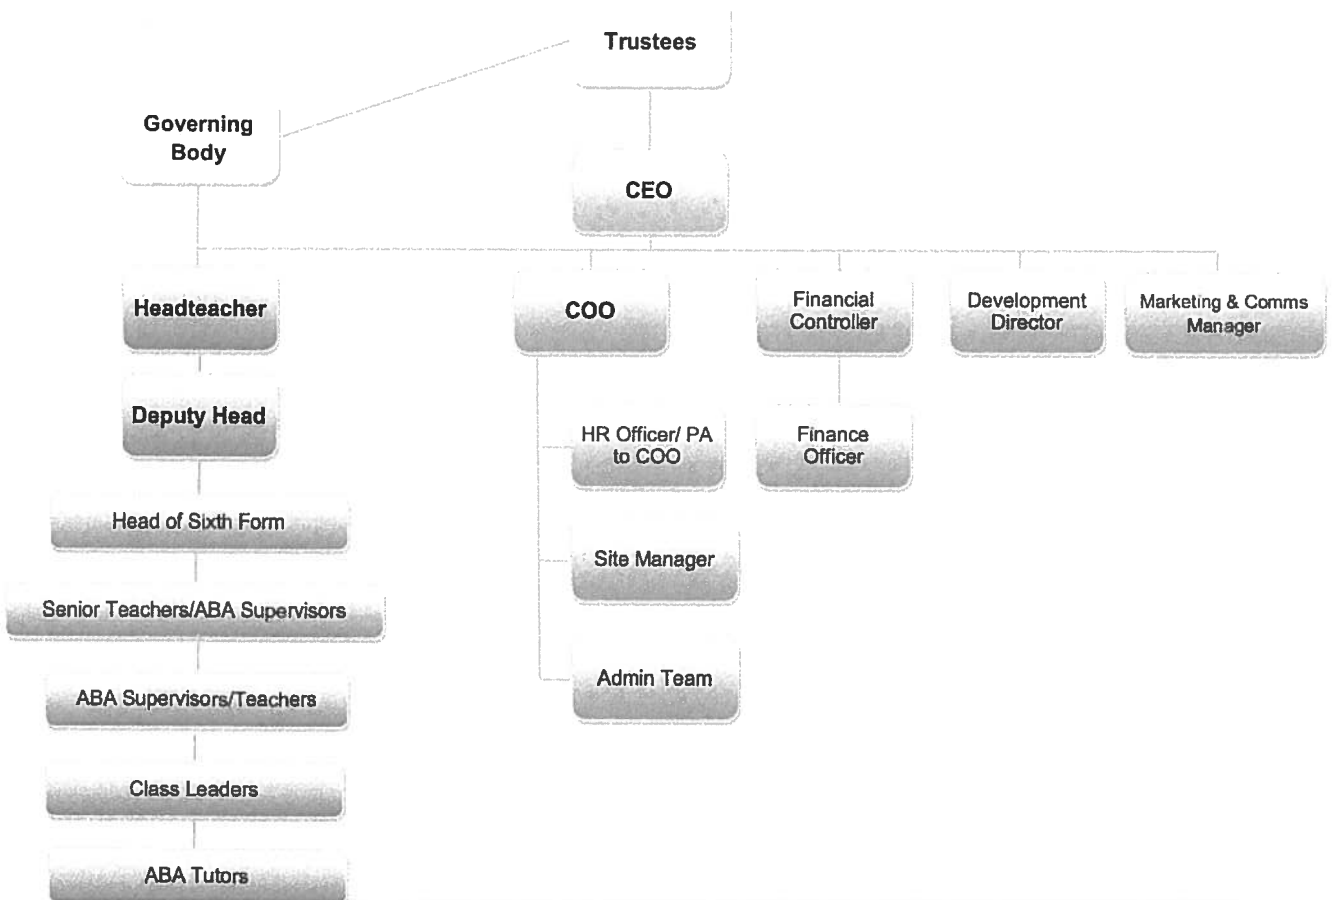 Trustees
Governing
Body
CEO
Headteacher
COO
Financial
Controller
Development
Director
Marketing & Comms
Manager
Deputy Head
HR Officer/ PA
to COO
Finance
Officer
Head of Sixth Form
Site Manager
Senior Teachers/ABA Supervisors
Admin Team
ABA Supervisors/Teachers
Class Leaders
ABA Tutors